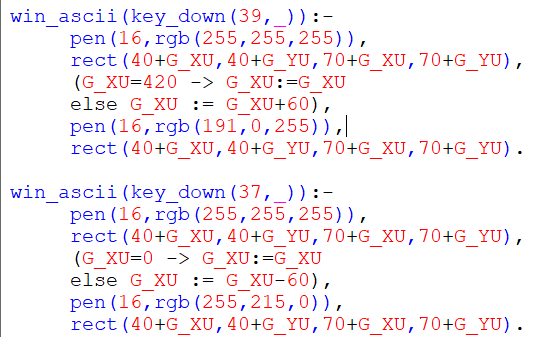 win_ascii(key_down(39,_)):-
pen(16,rgb(255,255,255)),
rect(40+G_XU,40+G_YU,70+G_XU,70+G_YU),
(G_XU=420 -> G_XU:=G_XU
else G_XU := G_XU+60),
pen(16,rgb(191,0,255)),
rect(40+G_XU,40+G_YU,70+G_XU,70+G_YU).
win_ascii(key_down(37,_)):-
pen(16,rgb(255,255,255)),
rect(40+G_XU,40+G_YU,70+G_XU,70+G_YU),
(G_XU=0 -> G_XU:=G_XU
else G_XU := G_XU-60),
pen(16,rgb(255,215,0)),
rect(40+G_XU,40+G_YU,70+G_XU,70+G_YU).